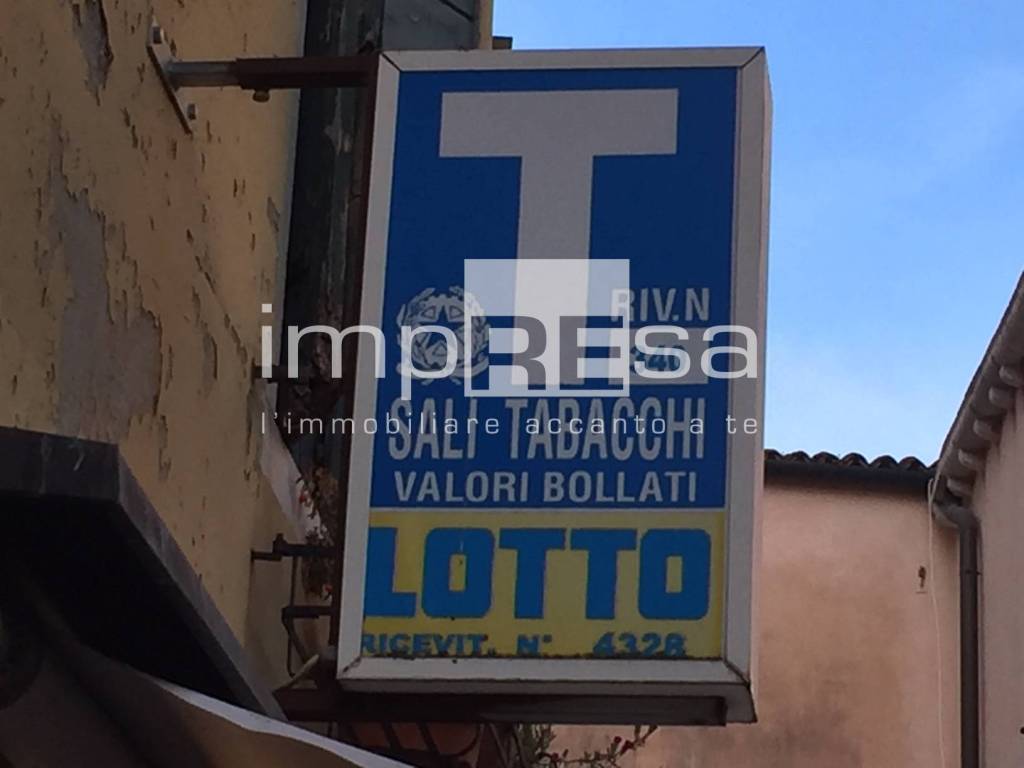 T
RIV.N
impREsa
l'immobiliare accanto a te
SALI TABACCHI
VALORI BOLLATI
LOTTO
RICEVIT. N° 4328